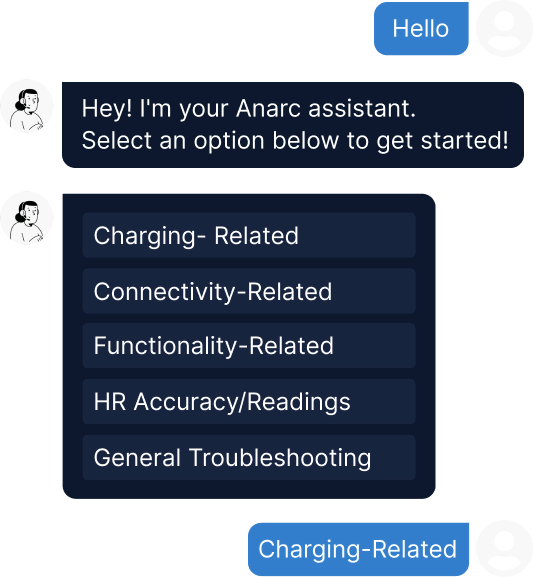 Hello
Hey! I'm your Anarc assistant.
Select an option below to get started!
Charging- Related
Connectivity-Related
Functionality-Related
HR Accuracy/Readings
General Troubleshooting
Charging-Related